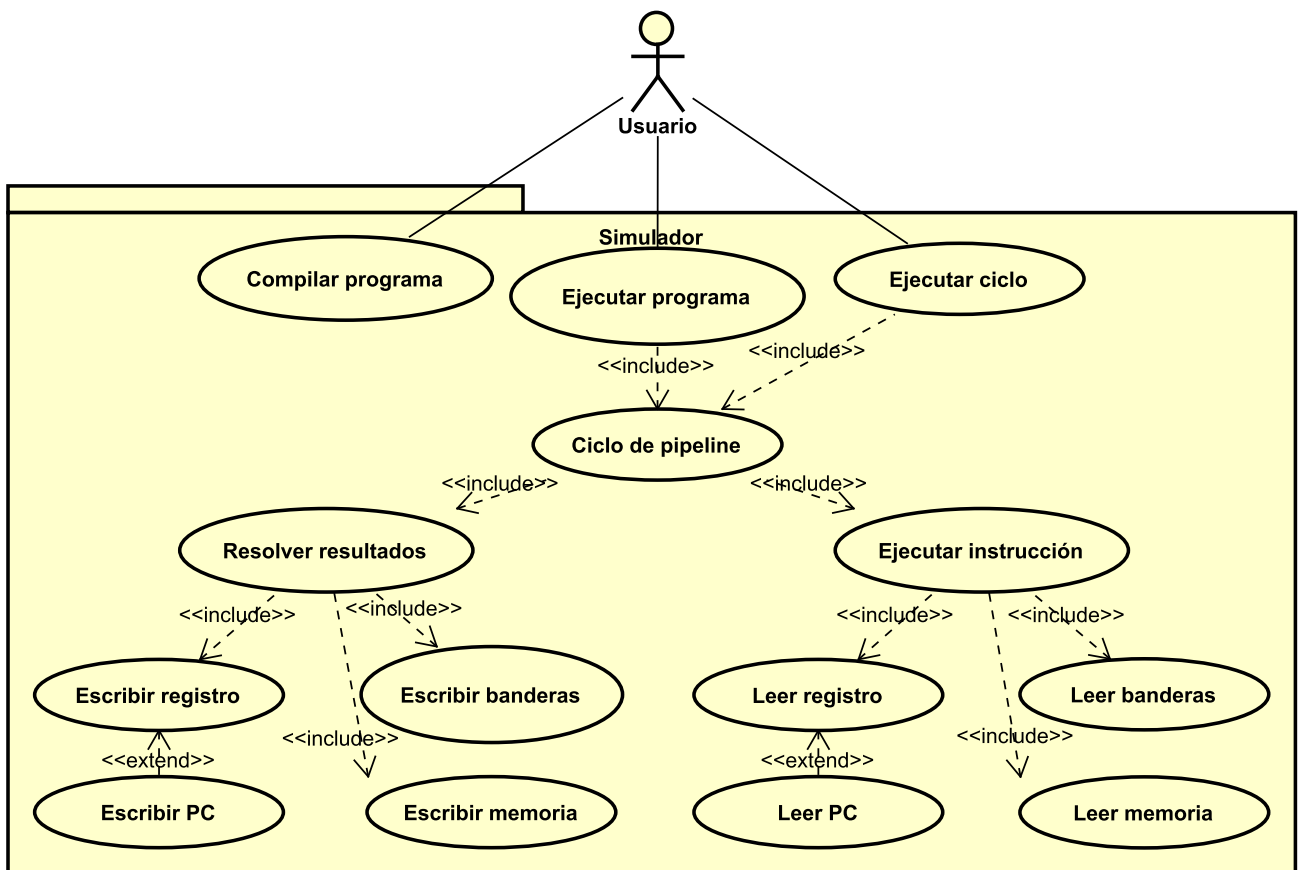 Usuario
Simulador
Compilar programa
Ejecutar programa
Ejecutar ciclo
<<include>>
<<include>>
Ciclo de pipeline
<<include>>
<<include>>
Resolver resultados
Ejecutar instrucción
<<include>>
<<include>>
<<include>>
<<include>>
Escribir registro
Escribir banderas
Leer registro
Leer banderas
<<include>>
<<include>>
<<extend>>
<<extend>>
Escribir PC
Escribir memoria
Leer PC
Leer memoria